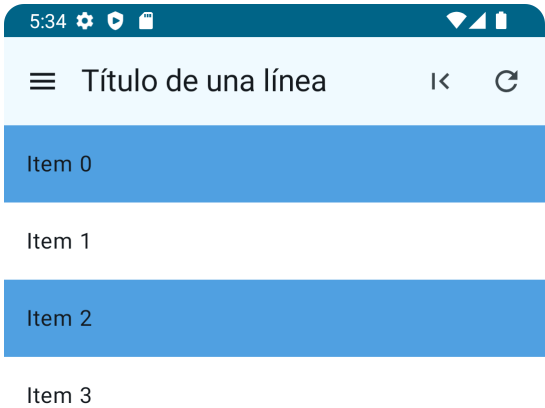 5:34
Título de una línea
Item 0
Item 1
Item 2
Item 3